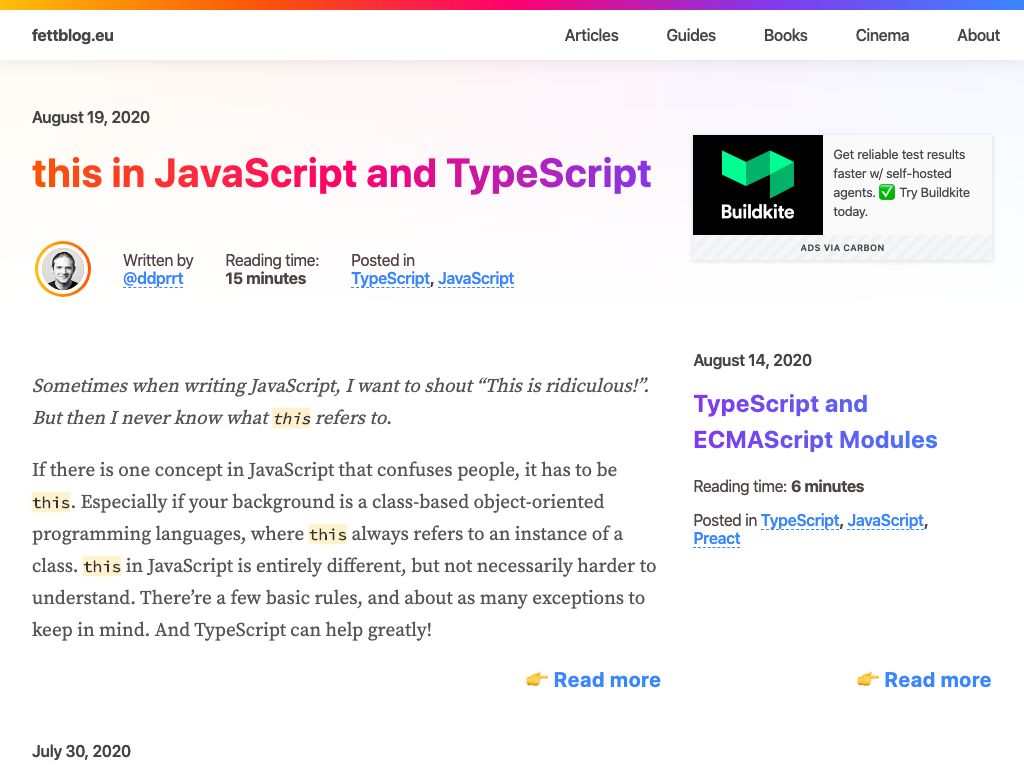 fettblog.eu
Articles
Guides
Books
Cinema
About
August 19, 2020
this in JavaScript and TypeScript
Written by
@ddprrt
Reading time:
15 minutes
Posted in
TypeScript, JavaScript
Buildkite
Get reliable test results
faster w/ self-hosted
agents. ✅ Try Buildkite
today.
ADS VIA CARBON
Sometimes when writing JavaScript, I want to shout “This is ridiculous!”.
But then I never know what this refers to.
If there is one concept in JavaScript that confuses people, it has to be
this. Especially if your background is a class-based object-oriented
programming languages, where this always refers to an instance of a
class. this in JavaScript is entirely different, but not necessarily harder to
understand. There’re a few basic rules, and about as many exceptions to
keep in mind. And TypeScript can help greatly!
👉 Read more
August 14, 2020
TypeScript and
ECMAScript Modules
Reading time: 6 minutes
Posted in TypeScript, JavaScript,
Preact
👉 Read more
July 30, 2020